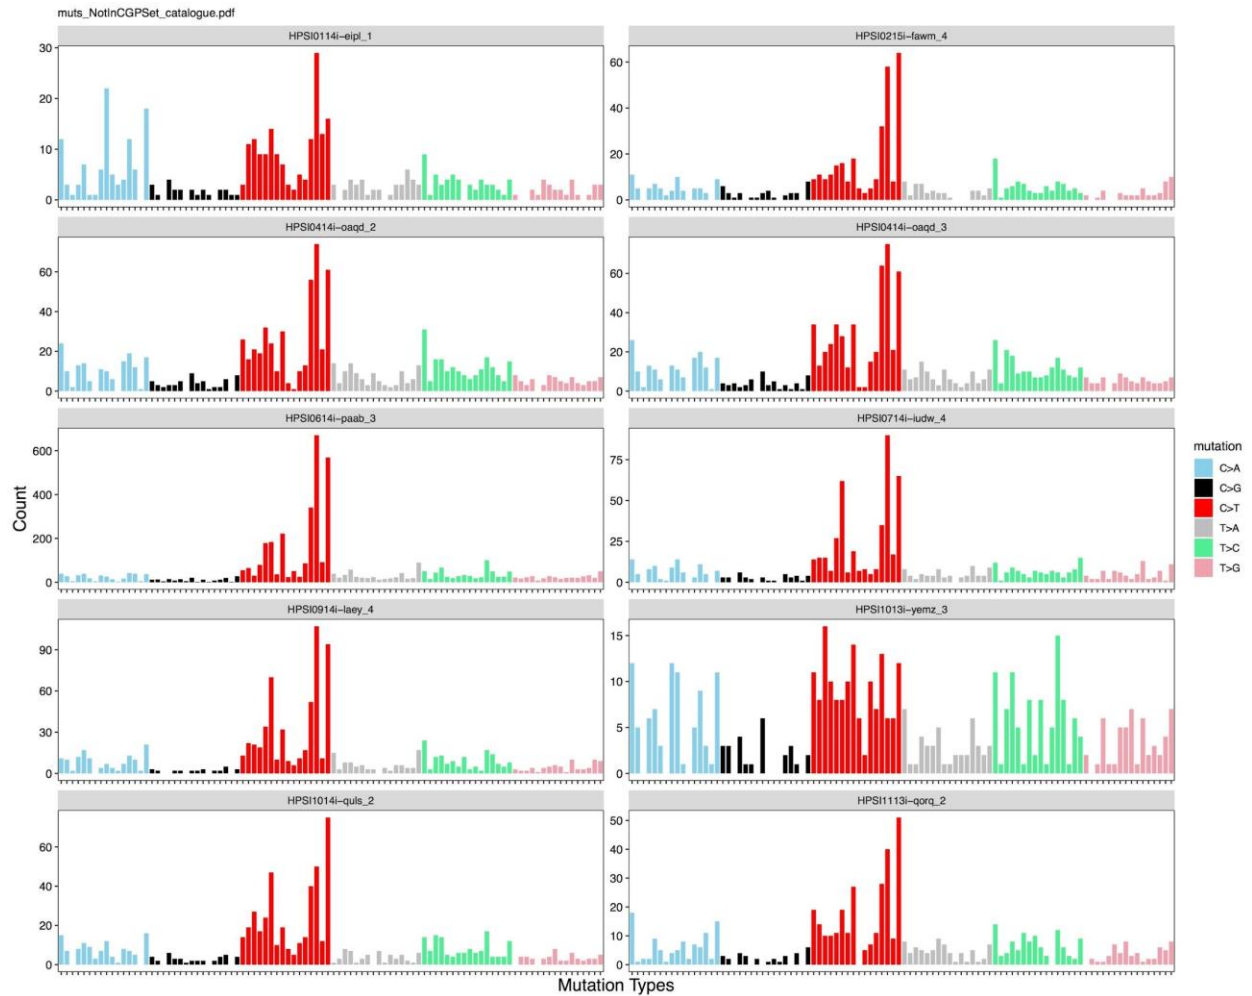 muts_NotInCGPSet_catalogue.pdf
HPSI0114i-eipl_1
HPSI0215i-fawm_4
30
20
10
0
60
40
20
0
HPSI0414i-oaqd_2
HPSI0414i-oaqd_3
60
40
20
0
60
40
20
0
HPSI0614i-paab_3
HPSI0714i-iudw_4
600
400
200
0
75
50
25
0
HPSI0914i-laey_4
HPSI1013i-yemz_3
90
60
30
0
15
10
5
0
HPSI1014i-quls_2
HPSI1113i-qorq_2
60
40
20
0
50
40
30
20
10
0
Count
Mutation Types
mutation
C>A
C>G
C>T
T>A
T>C
T>G